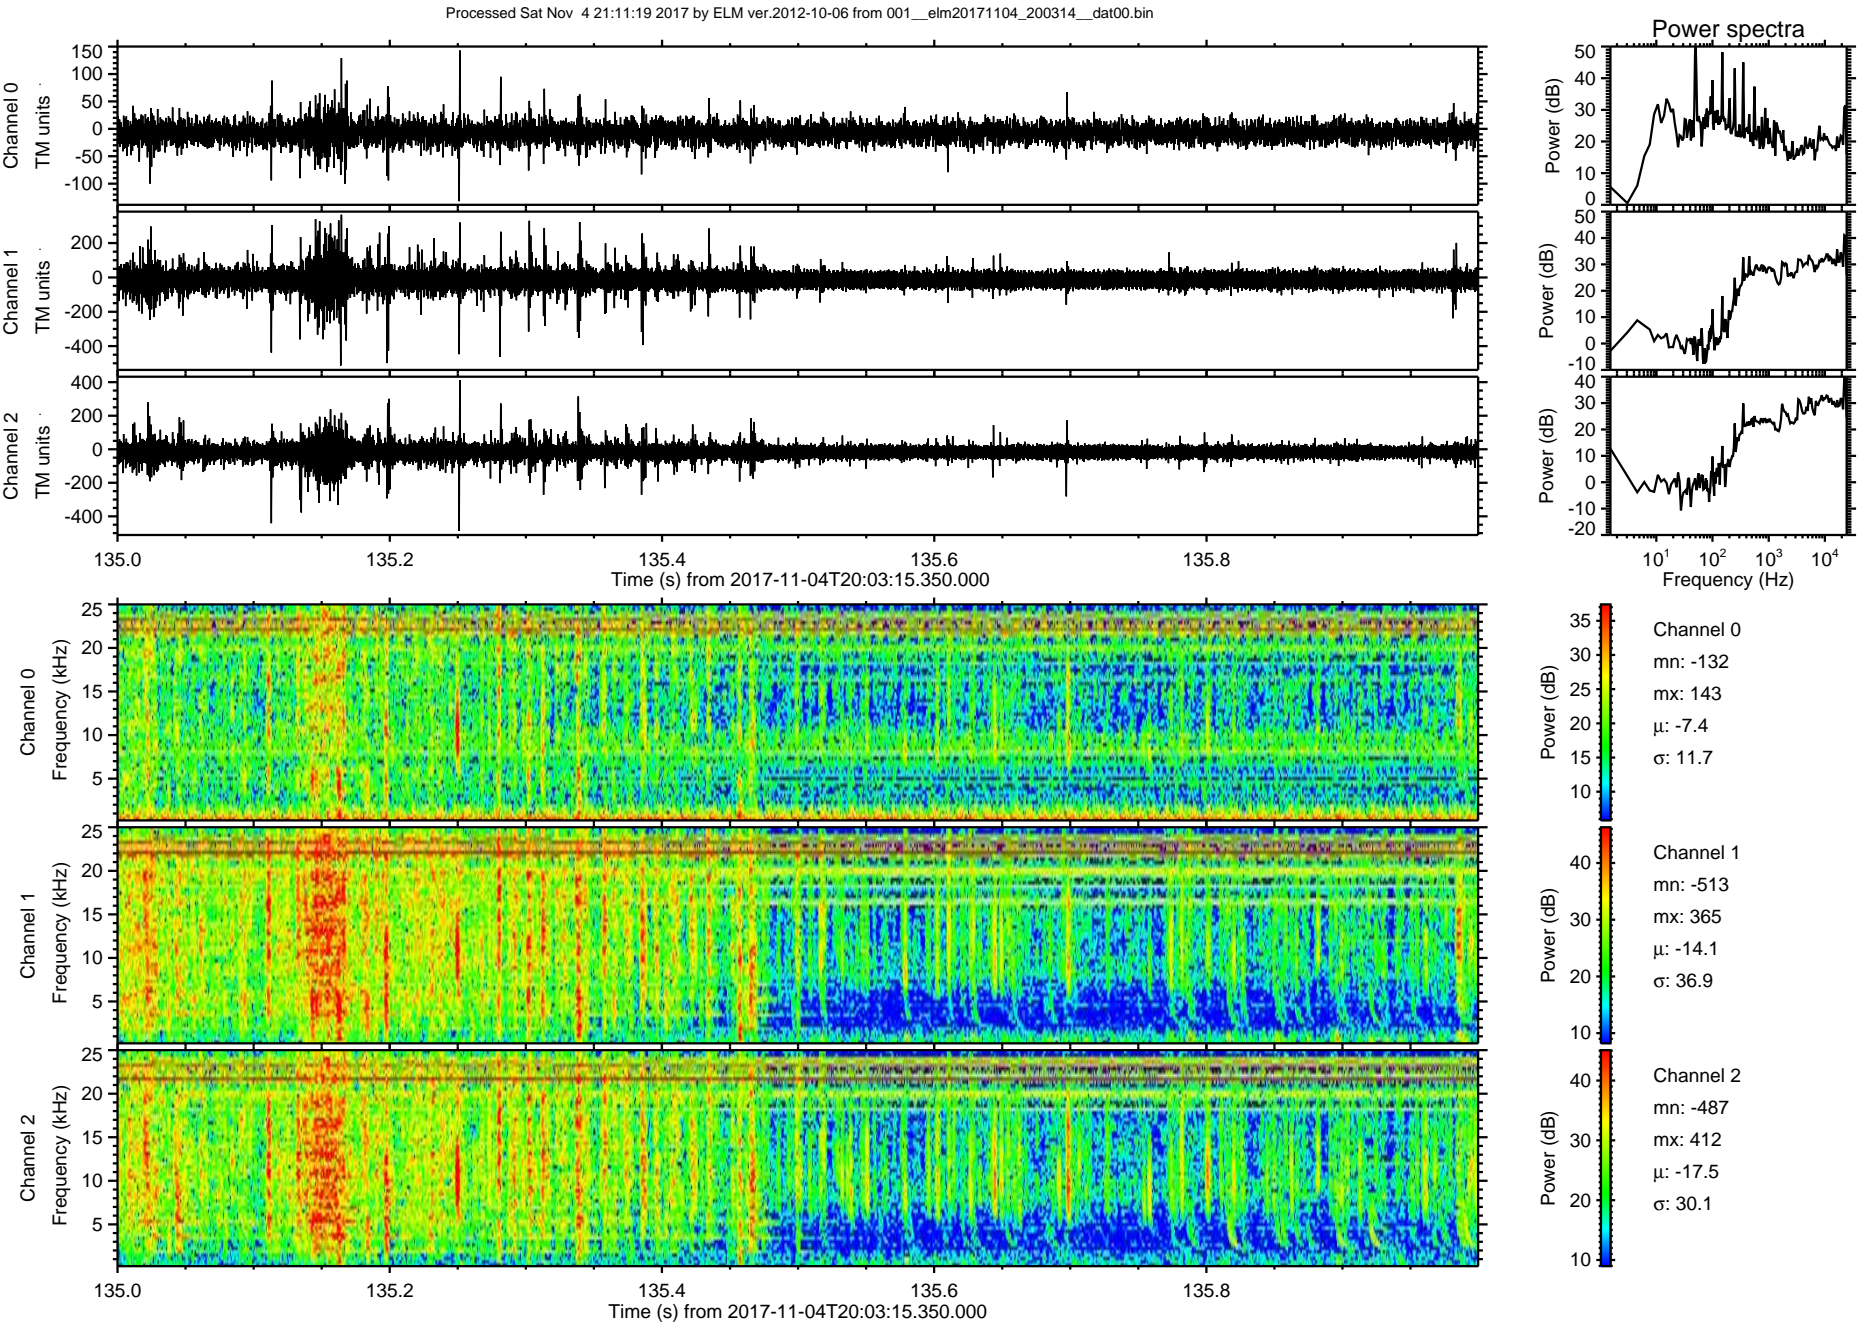 Processed Sat Nov  4 21:11:19 2017 by ELM ver.2012-10-06 from 001__elm20171104_200314__dat00.bin
Power spectra
Channel 0
TM units
150
100
50
0
-50
-100
Power (dB)
50
40
30
20
10
0
Channel 1
TM units
200
0
-200
-400
Power (dB)
50
40
30
20
10
0
-10
Channel 2
TM units
400
200
0
-200
-400
Power (dB)
40
30
20
10
0
-10
-20
135.0 135.2 135.4 135.6 135.8
Time (s) from 2017-11-04T20:03:15.350.000
10¹ 10² 10³ 10⁴
Frequency (Hz)
Channel 0
Frequency (kHz)
25
20
15
10
5
Power (dB)
35
30
25
20
15
10
Channel 0
mn: -132
mx: 143
μ: -7.4
σ: 11.7
Channel 1
Frequency (kHz)
25
20
15
10
5
Power (dB)
40
30
20
10
Channel 1
mn: -513
mx: 365
μ: -14.1
σ: 36.9
Channel 2
Frequency (kHz)
25
20
15
10
5
Power (dB)
40
30
20
10
Channel 2
mn: -487
mx: 412
μ: -17.5
σ: 30.1
135.0 135.2 135.4 135.6 135.8
Time (s) from 2017-11-04T20:03:15.350.000